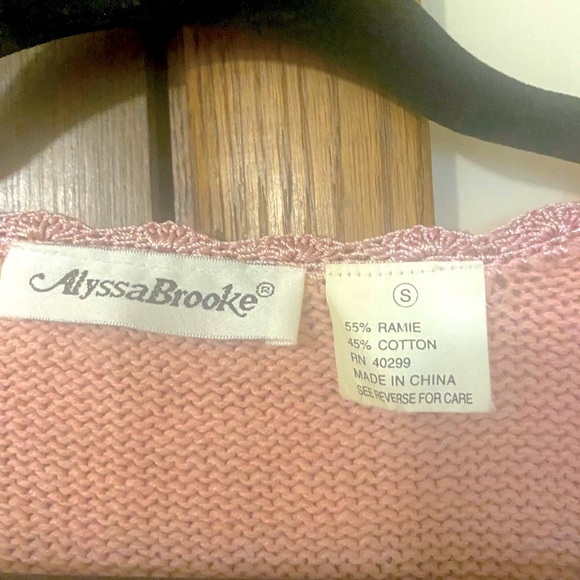 AlyssaBrooke®
S
55% RAMIE
45% COTTON
RN 40299
MADE IN CHINA
SEE REVERSE FOR CARE